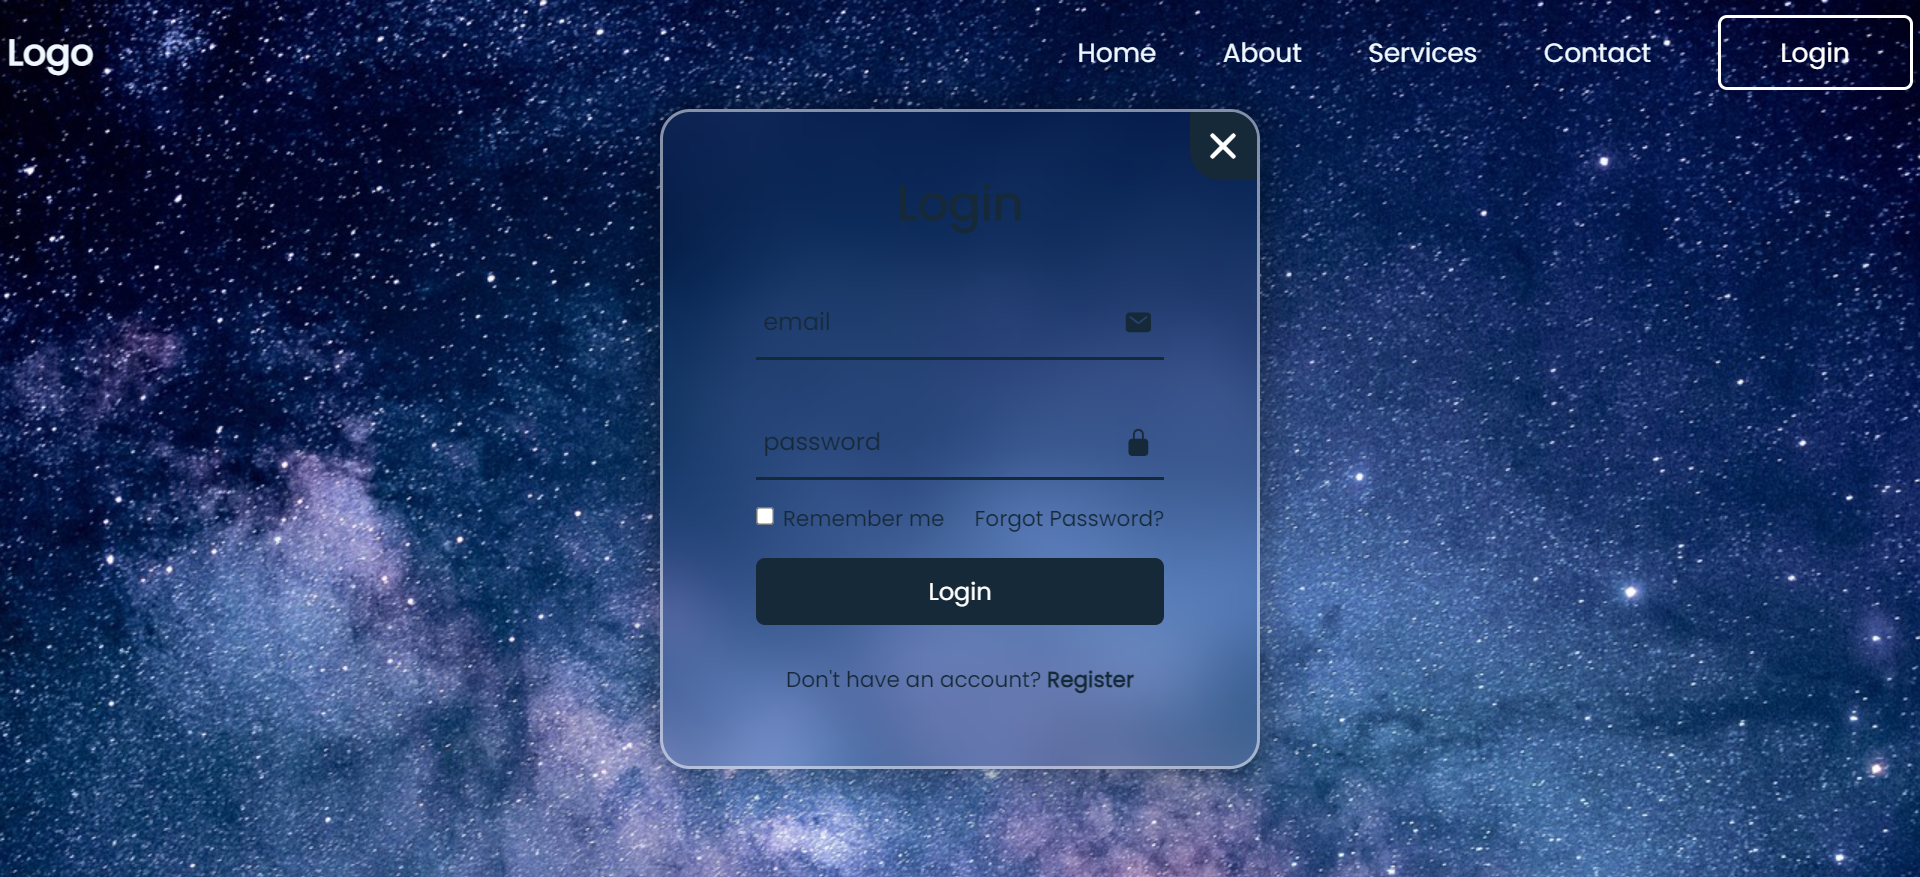 Logo
Home About Services Contact Login
Login
email
password
Remember me Forgot Password?
Login
Don't have an account? Register